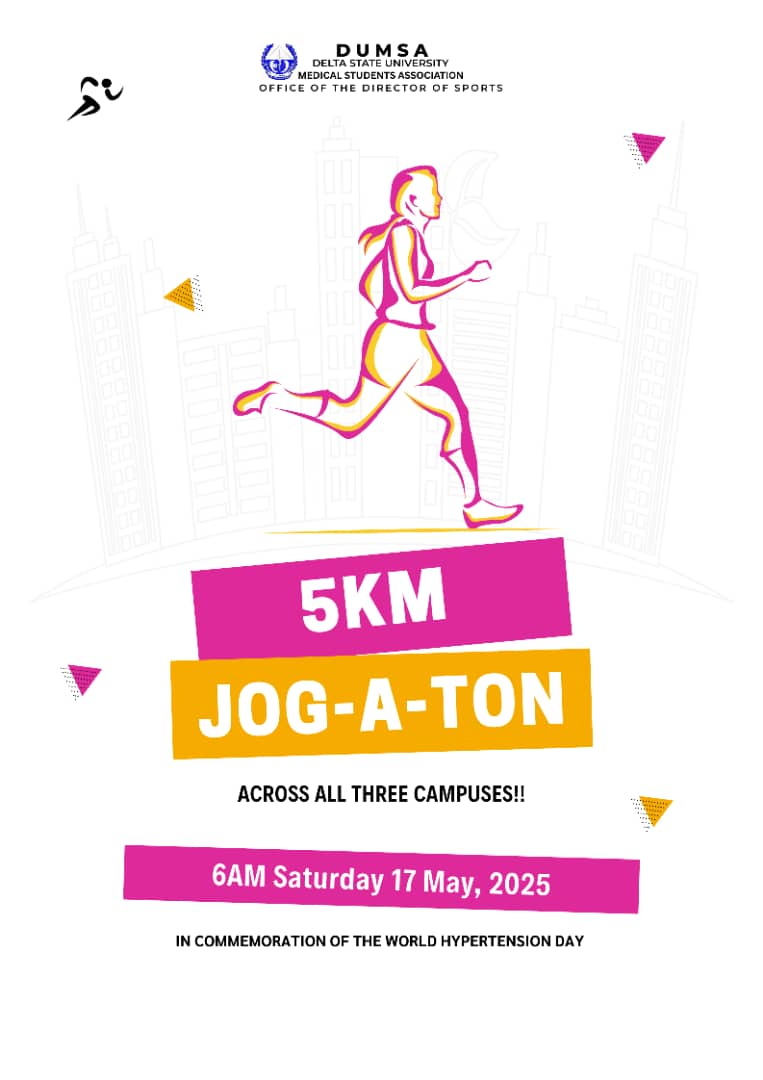 DUMSA
DELTA STATE UNIVERSITY
MEDICAL STUDENTS ASSOCIATION
OFFICE OF THE DIRECTOR OF SPORTS
5KM
JOG-A-TON
ACROSS ALL THREE CAMPUSES!!
6AM Saturday 17 May, 2025
IN COMMEMORATION OF THE WORLD HYPERTENSION DAY